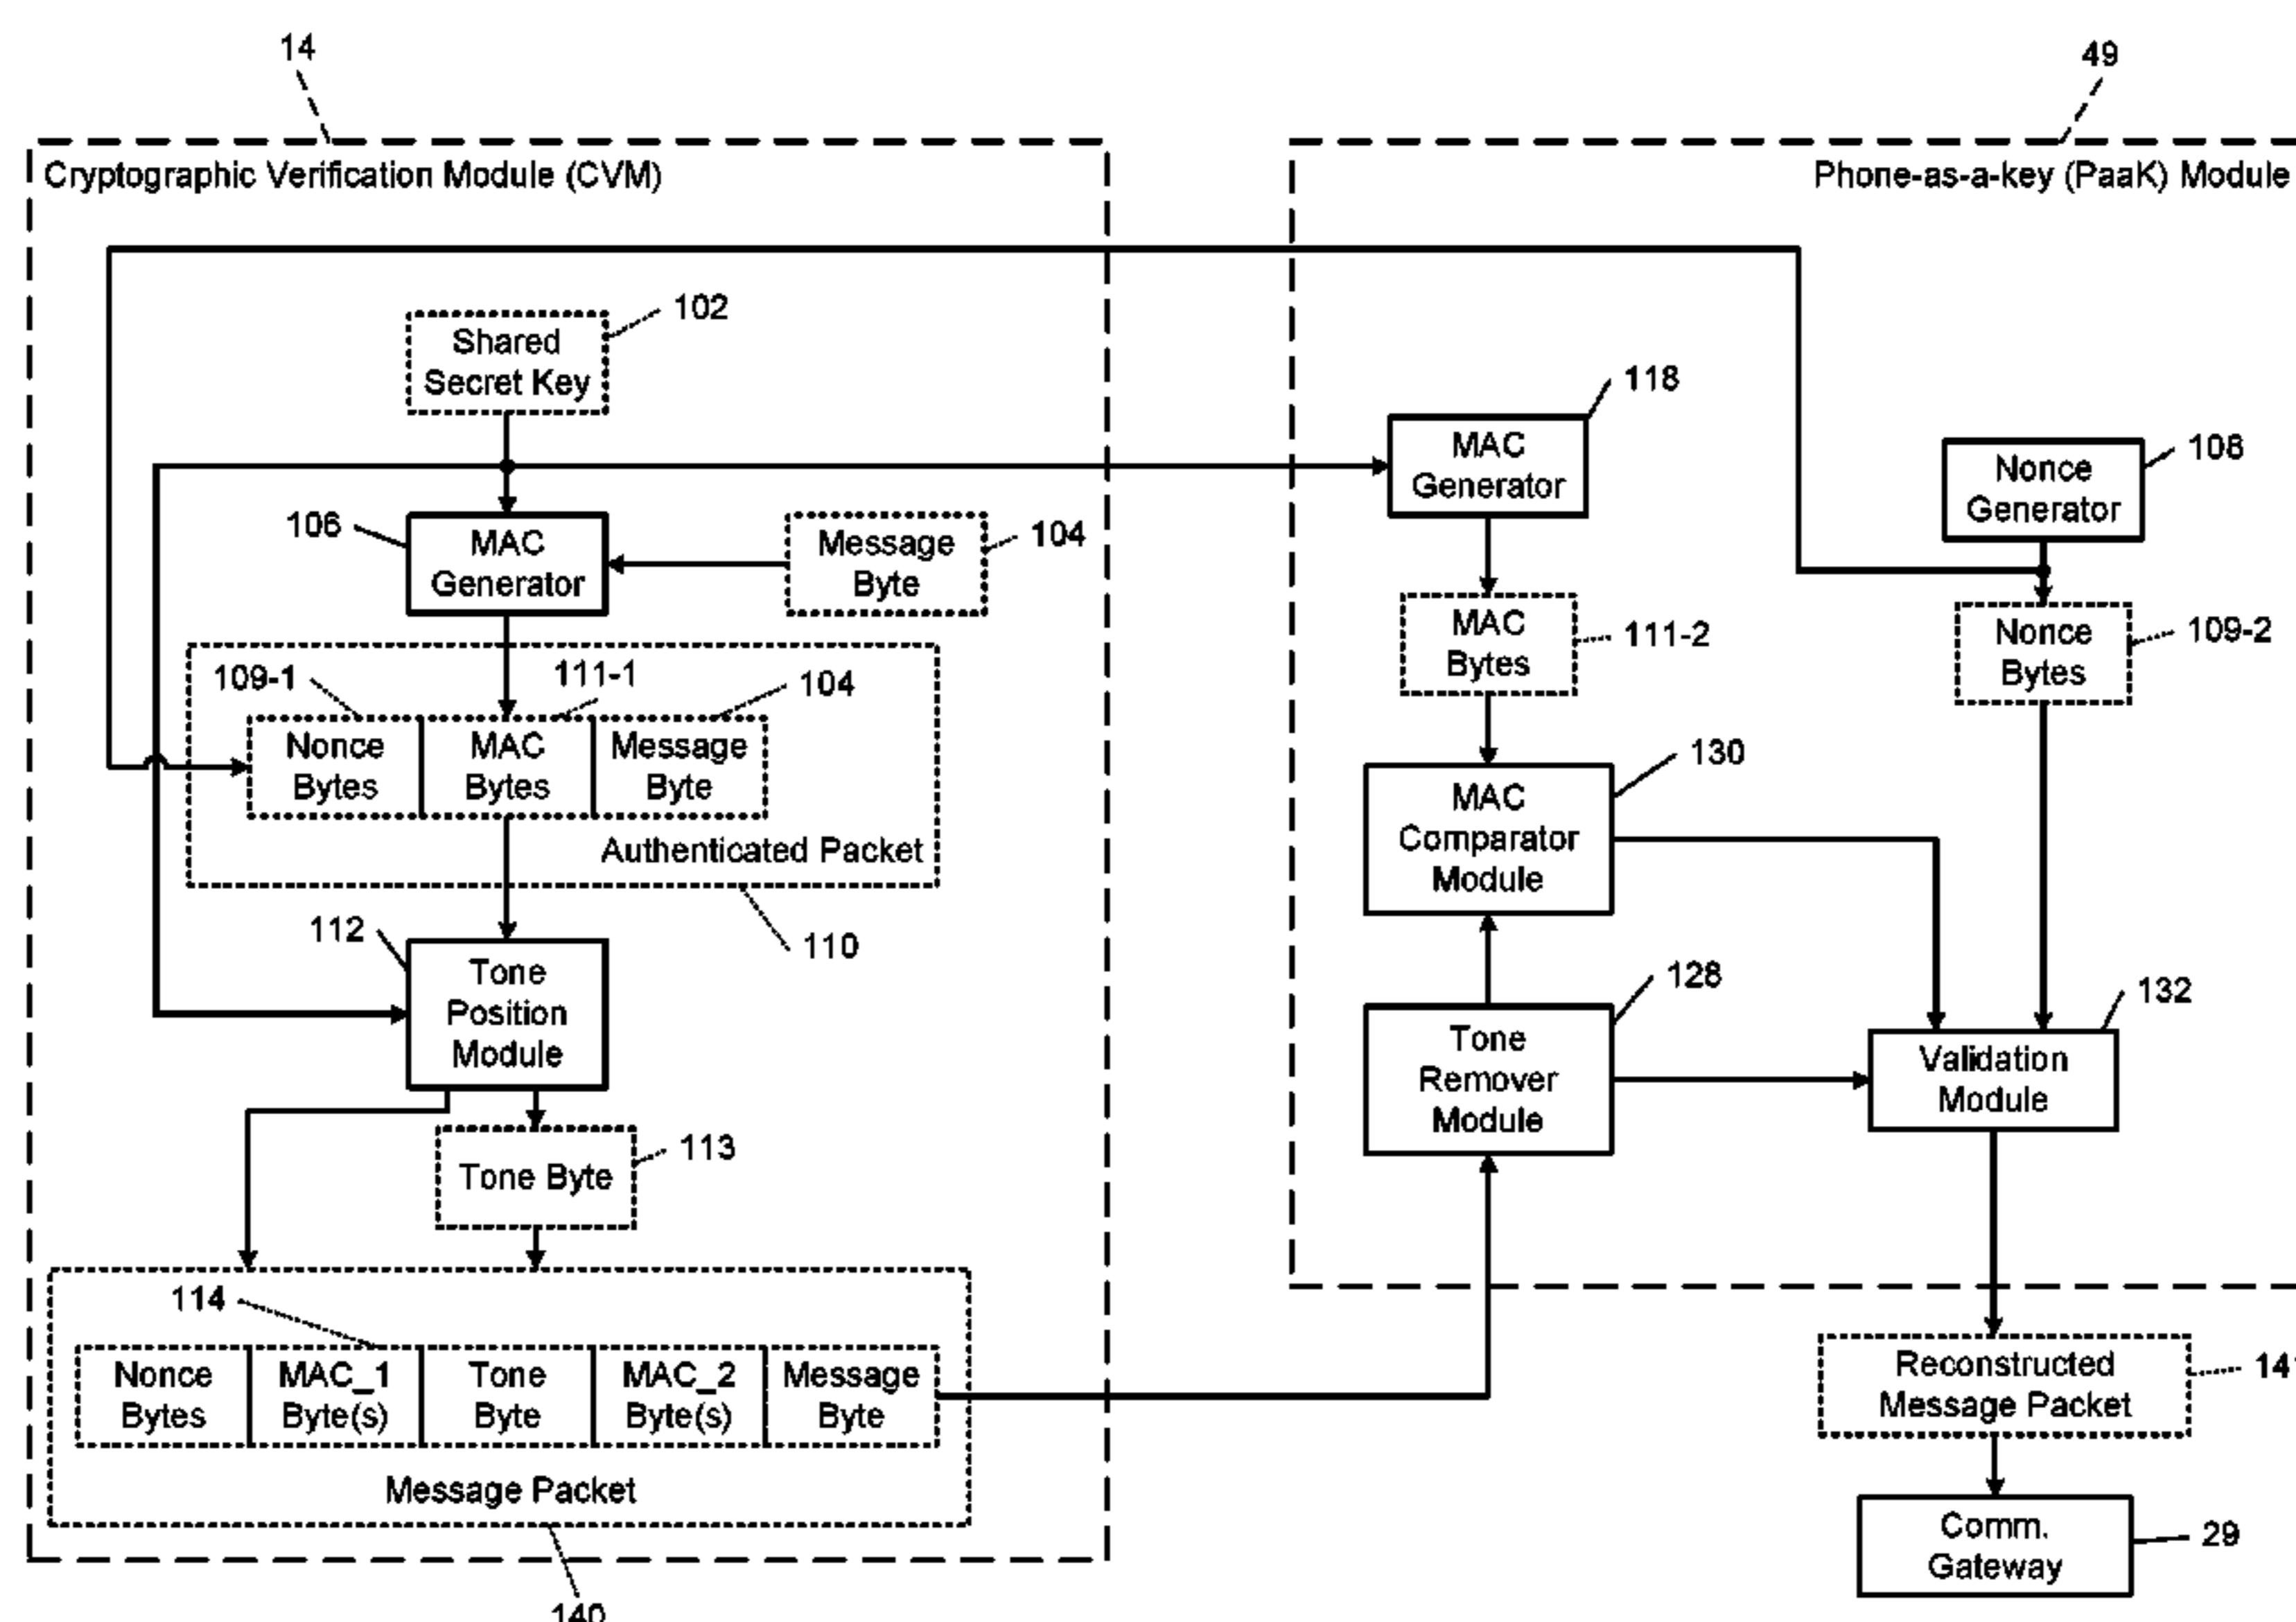 14
49
Cryptographic Verification Module (CVM)
Phone-as-a-key (PaaK) Module
102
Shared
Secret Key
118
MAC
Generator
108
Nonce
Generator
106
MAC
Generator
Message
Byte
104
MAC
Bytes
111-2
Nonce
Bytes
109-2
109-1
111-1
104
Nonce
Bytes
MAC
Bytes
Message
Byte
Authenticated Packet
110
130
MAC
Comparator
Module
112
Tone
Position
Module
128
Tone
Remover
Module
132
Validation
Module
113
Tone Byte
114
Nonce
Bytes
MAC_1
Byte(s)
Tone
Byte
MAC_2
Byte(s)
Message
Byte
Message Packet
140
Reconstructed
Message Packet
Comm.
Gateway
29